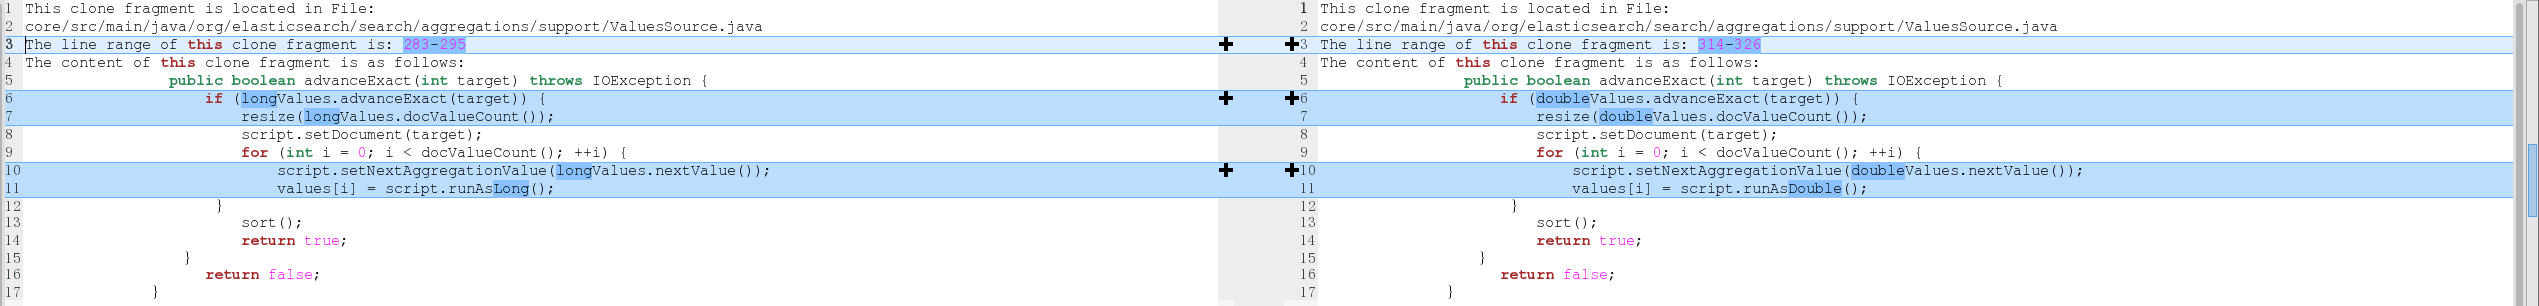 1 This clone fragment is located in File:
2 core/src/main/java/org/elasticsearch/search/aggregations/support/ValuesSource.java
3 The line range of this clone fragment is: 283-295
4 The content of this clone fragment is as follows:
5 public boolean advanceExact(int target) throws IOException {
6 if (longValues.advanceExact(target)) {
7 resize(longValues.docValueCount());
8 script.setDocument(target);
9 for (int i = 0; i < docValueCount(); ++i) {
10 script.setNextAggregationValue(longValues.nextValue());
11 values[i] = script.runAsLong();
12 }
13 sort();
14 return true;
15 }
16 return false;
17 }
1 This clone fragment is located in File:
2 core/src/main/java/org/elasticsearch/search/aggregations/support/ValuesSource.java
3 The line range of this clone fragment is: 314-326
4 The content of this clone fragment is as follows:
5 public boolean advanceExact(int target) throws IOException {
6 if (doubleValues.advanceExact(target)) {
7 resize(doubleValues.docValueCount());
8 script.setDocument(target);
9 for (int i = 0; i < docValueCount(); ++i) {
10 script.setNextAggregationValue(doubleValues.nextValue());
11 values[i] = script.runAsDouble();
12 }
13 sort();
14 return true;
15 }
16 return false;
17 }